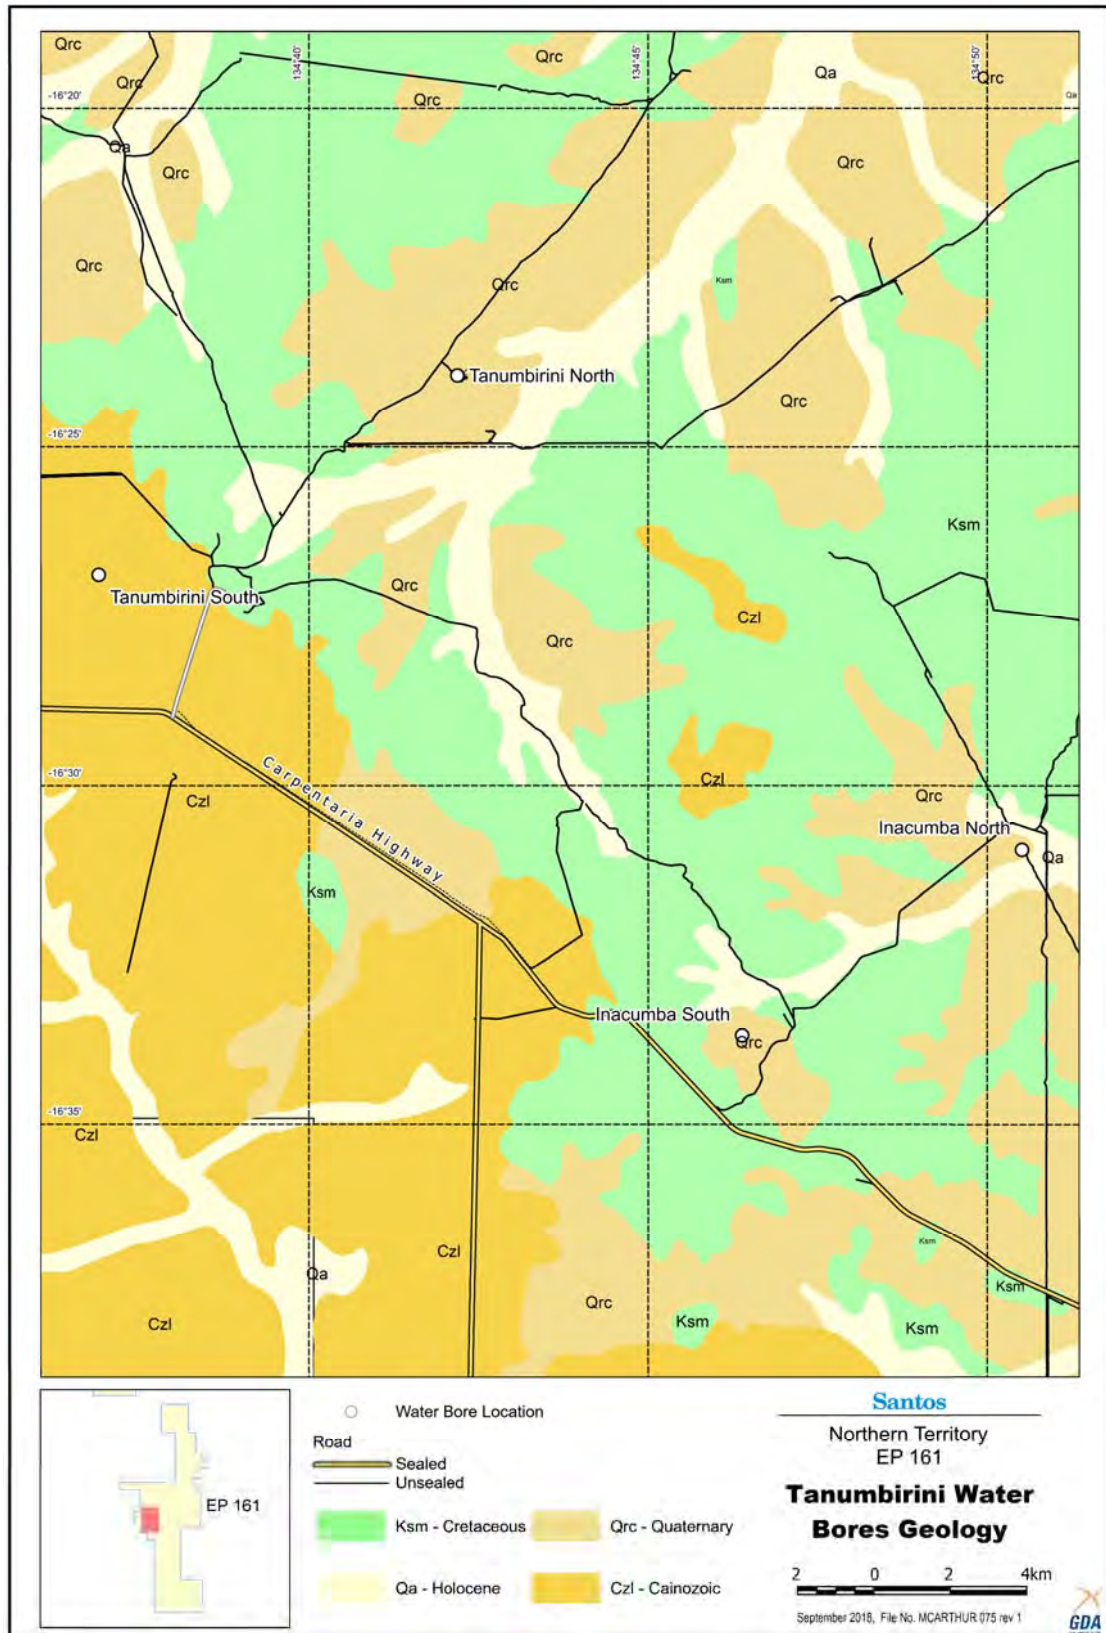 Qrc
Qrc
Qrc
Qa
Qrc
134°40'
134°45'
134°50'
-16°20'
Qrc
Qa
Qa
Qrc
Qrc
Qrc
Qrc
Ksm
Tanumbirini North
Qrc
-16°25'
Ksm
Tanumbirini South
Qrc
Czl
Qrc
Carpentaria Highway
-16°30'
Czl
Czl
Qrc
Inacumba North
Qa
Ksm
Inacumba South
Qrc
-16°35'
Czl
Ksm
Czl
Qa
Ksm
Qrc
Czl
Ksm
Ksm
EP 161
Water Bore Location
Road
Sealed
Unsealed
Ksm - Cretaceous
Qrc - Quaternary
Qa - Holocene
Czl - Cainozoic
Santos
Northern Territory
EP 161
Tanumbirini Water
Bores Geology
2 0 2 4km
September 2018, File No. MCARTHUR 075 rev 1
GDA